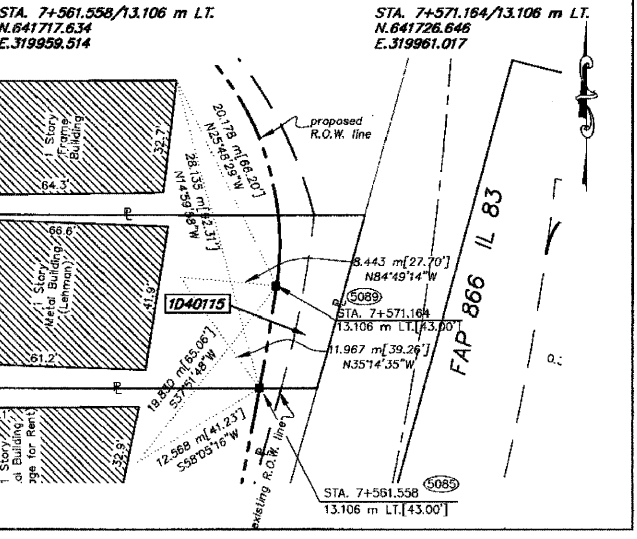 STA. 7+561.558/13.106 m LT.
N.641717.634
E.319959.514
STA. 7+571.164/13.106 m LT.
N.641726.646
E.319961.017
proposed
R.O.W. line
20.178 m[66.20']
N25°48'29"W
28.135 m[92.31']
N14°59'58"W
1 Story
Frame
Building
32.7'
64.3'
66.6'
1 Story
Metal Building
(Lehman)
41.9'
61.2'
1D40115
8.443 m[27.70']
N84°49'14"W
5089
STA. 7+571.164
13.106 m LT.[43.00']
11.967 m[39.26']
N35°14'35"W
19.830 m[65.06']
S37°51'48"W
12.568 m[41.23']
S58°05'16"W
FAP 866 IL 83
1 Story
Building
age for Rent)
32.9'
existing R.O.W. line
STA. 7+561.558
5085
13.106 m LT.[43.00']